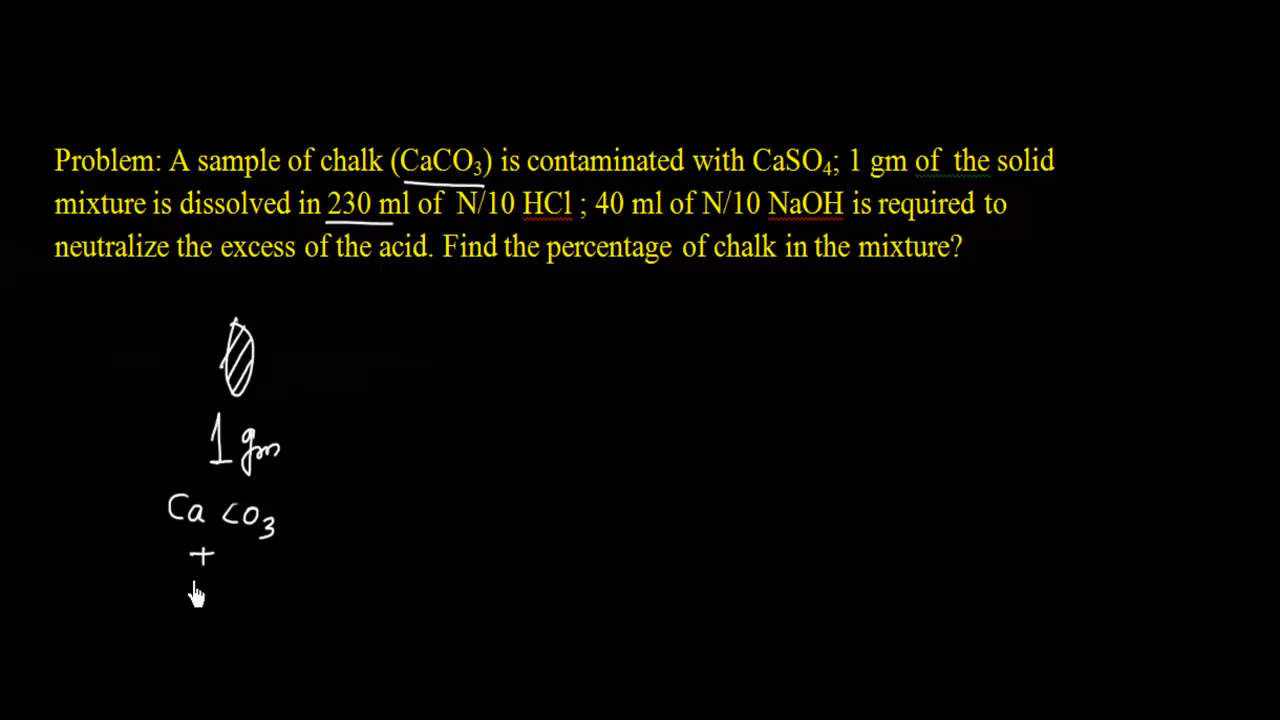 Problem: A sample of chalk (CaCO₃) is contaminated with CaSO₄; 1 gm of the solid
mixture is dissolved in 230 ml of N/10 HCl ; 40 ml of N/10 NaOH is required to
neutralize the excess of the acid. Find the percentage of chalk in the mixture?
1 gm
Ca CO₃
+